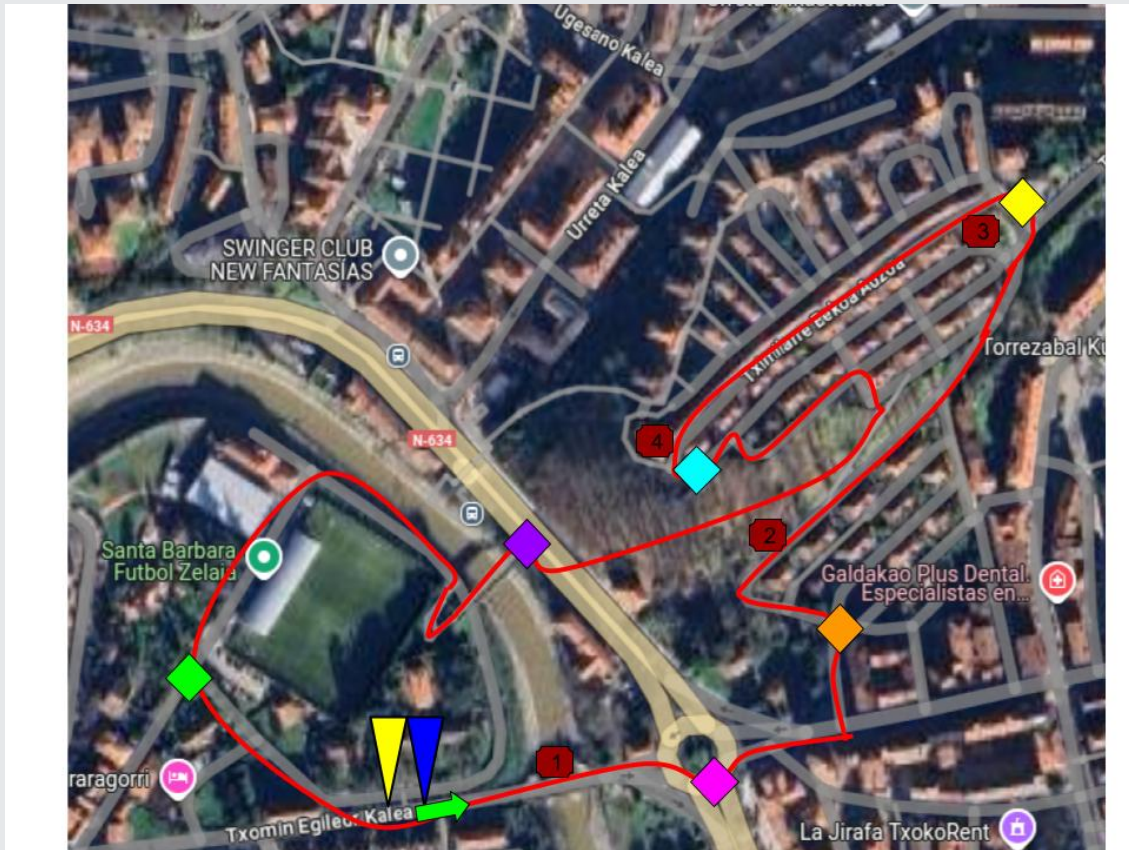 Ugesano Kalea
Urreta Kalea
SWINGER CLUB
NEW FANTASÍAS
N-634
3
Torrezabal Ku
N-634
4
2
Santa Barbara
Futbol Zelaia
Galdakao Plus Dental.
Especialistas en...
1
raragorri
Txomin Egileor Kalea
La Jirafa TxokoRent